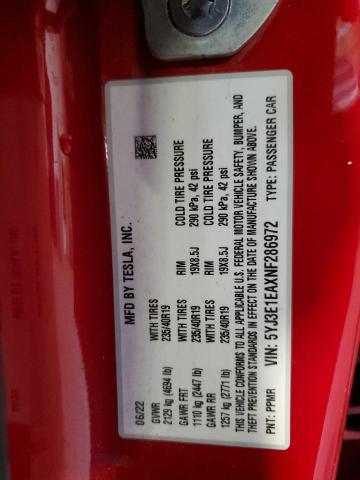 MFD BY TESLA, INC.
06/22
GVWR
2129 kg (4694 lb)
GAWR FRT WITH TIRES RIM COLD TIRE PRESSURE
1110 kg (2447 lb) 235/40R19 19X8.5J 290 kPa, 42 psi
GAWR RR WITH TIRES RIM COLD TIRE PRESSURE
1257 kg (2771 lb) 235/40R19 19X8.5J 290 kPa, 42 psi
THIS VEHICLE CONFORMS TO ALL APPLICABLE U.S. FEDERAL MOTOR VEHICLE SAFETY, BUMPER, AND
THEFT PREVENTION STANDARDS IN EFFECT ON THE DATE OF MANUFACTURE SHOWN ABOVE.
VIN: 5YJ3E1EAXNF286972 TYPE: PASSENGER CAR
PNT: PPMR